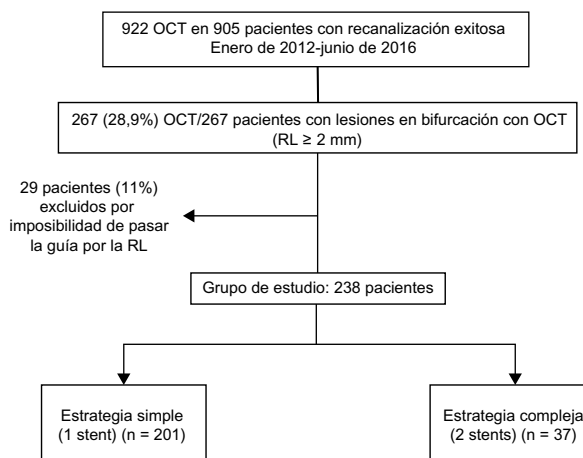 922 OCT en 905 pacientes con recanalización exitosa
Enero de 2012-junio de 2016
267 (28,9%) OCT/267 pacientes con lesiones en bifurcación con OCT
(RL ≥ 2 mm)
29 pacientes (11%)
excluidos por
imposibilidad de pasar
la guía por la RL
Grupo de estudio: 238 pacientes
Estrategia simple
(1 stent) (n = 201)
Estrategia compleja
(2 stents) (n = 37)